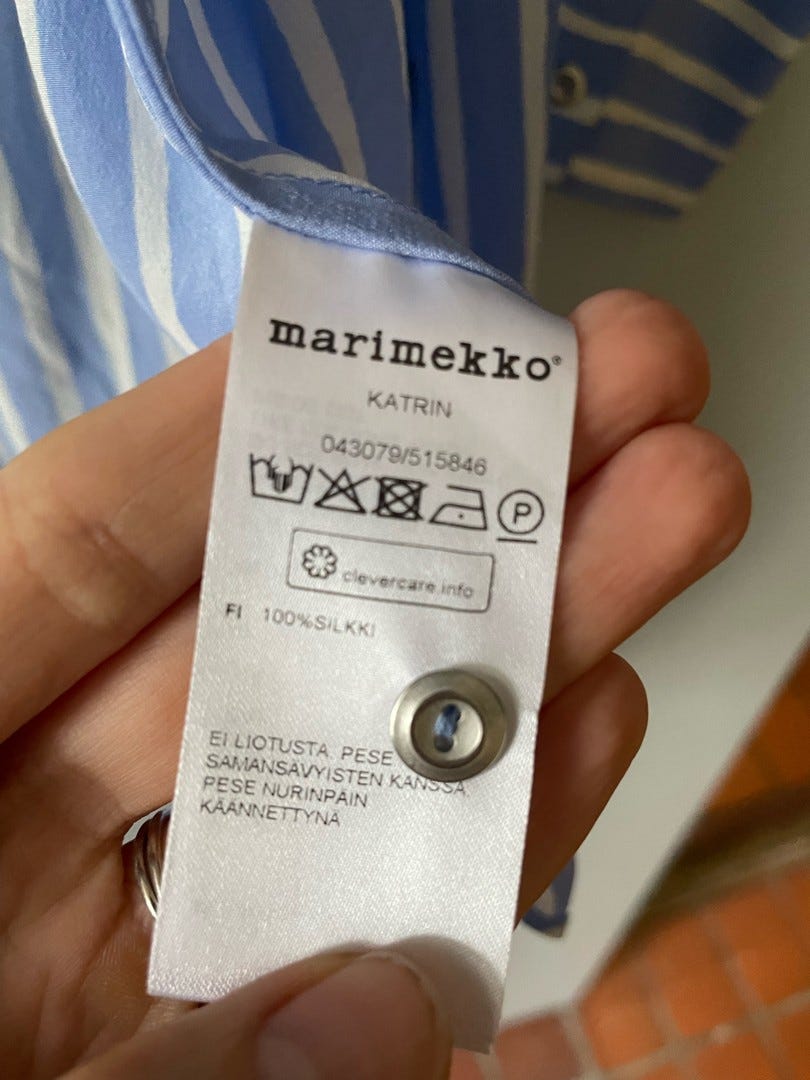 marimekko®
KATRIN
043079/515846
P
clevercare.info
FI 100%SILKKI
EI LIOTUSTA PESE
SAMANSÄVYISTEN KANSSA
PESE NURINPÄIN
KÄÄNNETTYNÄ